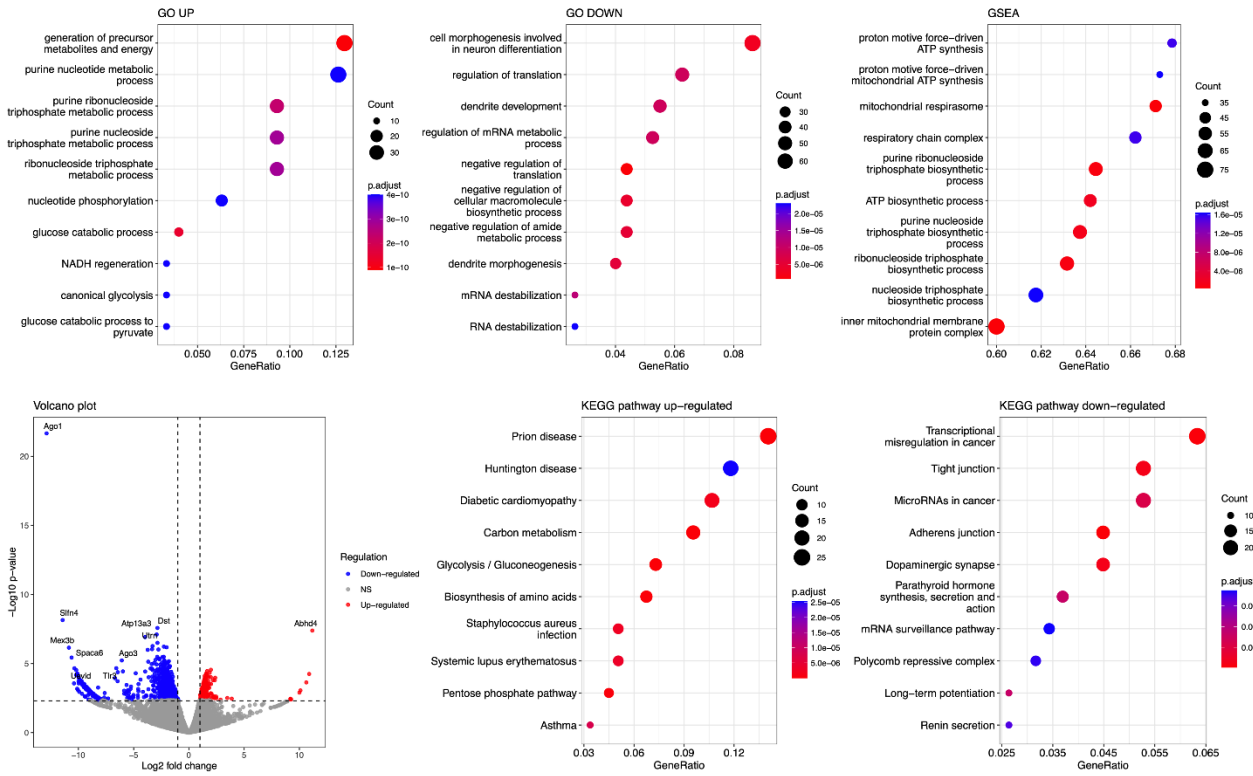 GO UP
generation of precursor
metabolites and energy
purine nucleotide metabolic
process
purine ribonucleoside
triphosphate metabolic process
purine nucleoside
triphosphate metabolic process
ribonucleoside triphosphate
metabolic process
nucleotide phosphorylation
glucose catabolic process
NADH regeneration
canonical glycolysis
glucose catabolic process to
pyruvate
0.050 0.075 0.100 0.125
GeneRatio
Count
10
20
30
p.adjust
4e-10
3e-10
2e-10
1e-10
GO DOWN
cell morphogenesis involved
in neuron differentiation
regulation of translation
dendrite development
regulation of mRNA metabolic
process
negative regulation of
translation
negative regulation of
cellular macromolecule
biosynthetic process
negative regulation of amide
metabolic process
dendrite morphogenesis
mRNA destabilization
RNA destabilization
0.04 0.06 0.08
GeneRatio
Count
30
40
50
60
p.adjust
2.0e-05
1.5e-05
1.0e-05
5.0e-06
GSEA
proton motive force-driven
ATP synthesis
proton motive force-driven
mitochondrial ATP synthesis
mitochondrial respirasome
respiratory chain complex
purine ribonucleoside
triphosphate biosynthetic
process
ATP biosynthetic process
purine nucleoside
triphosphate biosynthetic
process
ribonucleoside triphosphate
biosynthetic process
nucleoside triphosphate
biosynthetic process
inner mitochondrial membrane
protein complex
0.60 0.62 0.64 0.66 0.68
GeneRatio
Count
35
45
55
65
75
p.adjust
1.6e-05
1.2e-05
8.0e-06
4.0e-06
Volcano plot
Ago1
Slfn4
Mex3b
Spaca6
Atp13a3
Dst
Utrn
Ago3
Tlr3
Abhd4
20
15
10
5
0
-Log10 p-value
-10 -5 0 5 10
Log2 fold change
Regulation
Down-regulated
NS
Up-regulated
KEGG pathway up-regulated
Prion disease
Huntington disease
Diabetic cardiomyopathy
Carbon metabolism
Glycolysis / Gluconeogenesis
Biosynthesis of amino acids
Staphylococcus aureus
infection
Systemic lupus erythematosus
Pentose phosphate pathway
Asthma
0.03 0.06 0.09 0.12
GeneRatio
Count
10
15
20
25
p.adjust
2.5e-05
2.0e-05
1.5e-05
1.0e-05
5.0e-06
KEGG pathway down-regulated
Transcriptional
misregulation in cancer
Tight junction
MicroRNAs in cancer
Adherens junction
Dopaminergic synapse
Parathyroid hormone
synthesis, secretion and
action
mRNA surveillance pathway
Polycomb repressive complex
Long-term potentiation
Renin secretion
0.025 0.035 0.045 0.055 0.065
GeneRatio
Count
10
15
20
p.adjust
0.0
0.0
0.0
0.0